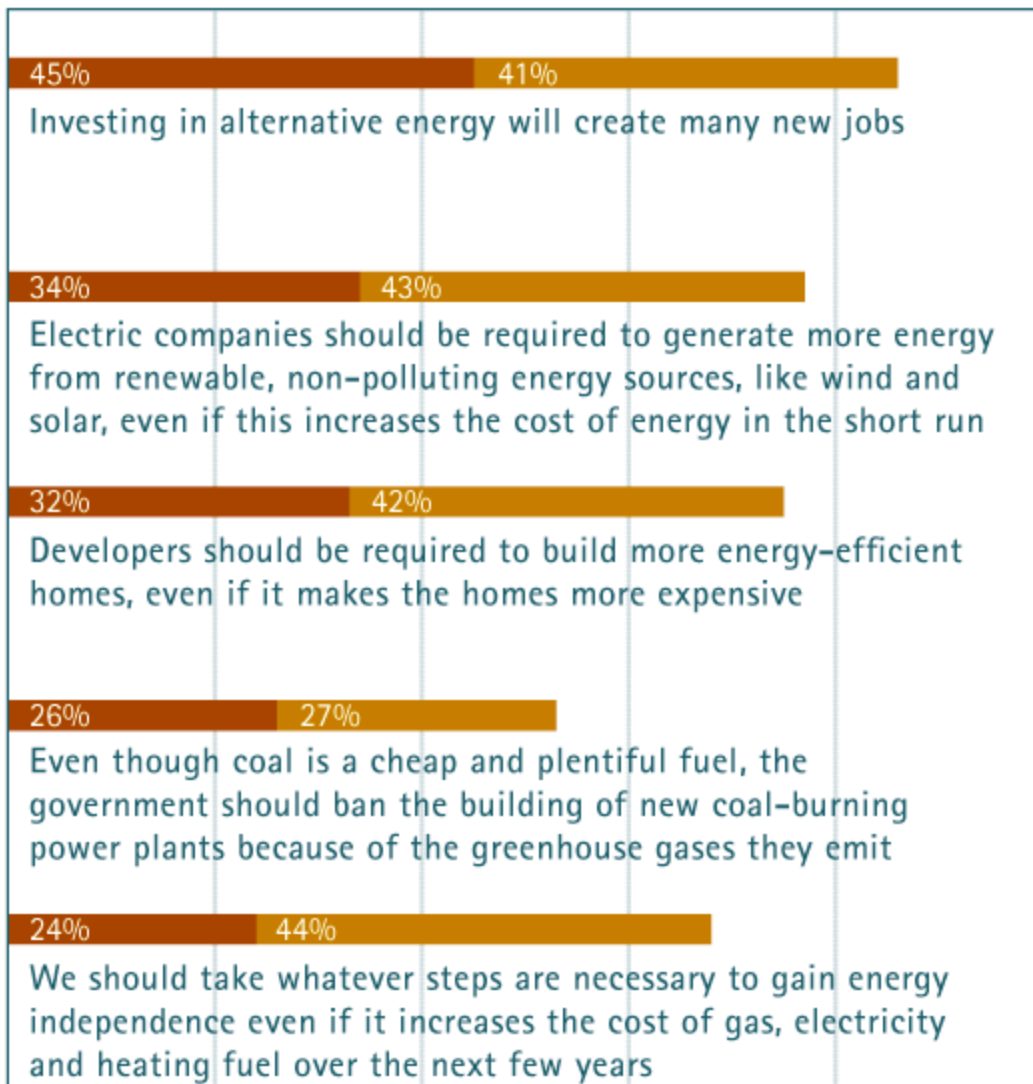 45% 41%
Investing in alternative energy will create many new jobs
34% 43%
Electric companies should be required to generate more energy
from renewable, non-polluting energy sources, like wind and
solar, even if this increases the cost of energy in the short run
32% 42%
Developers should be required to build more energy-efficient
homes, even if it makes the homes more expensive
26% 27%
Even though coal is a cheap and plentiful fuel, the
government should ban the building of new coal-burning
power plants because of the greenhouse gases they emit
24% 44%
We should take whatever steps are necessary to gain energy
independence even if it increases the cost of gas, electricity
and heating fuel over the next few years